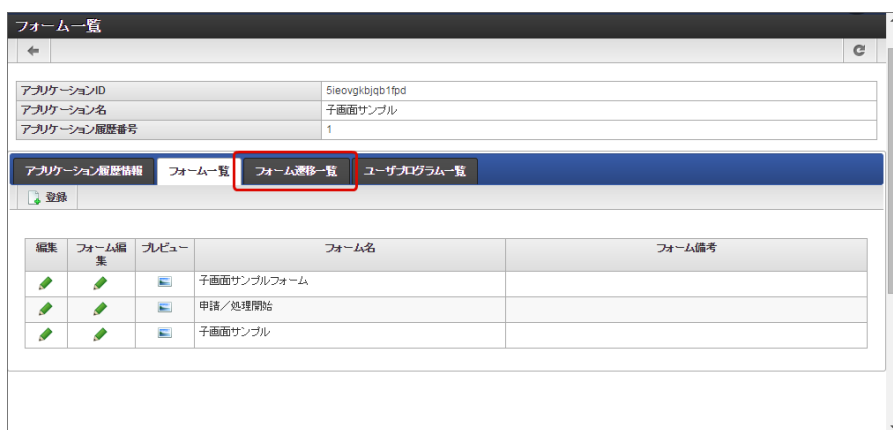 フォーム一覧
アプリケーションID 5ieovgkbjqb1fpd
アプリケーション名 子画面サンプル
アプリケーション履歴番号 1
アプリケーション履歴情報 フォーム一覧 フォーム遷移一覧 ユーザプログラム一覧
登録
編集 フォーム編集 プレビュー フォーム名 フォーム備考
子画面サンプルフォーム
申請／処理開始
子画面サンプル